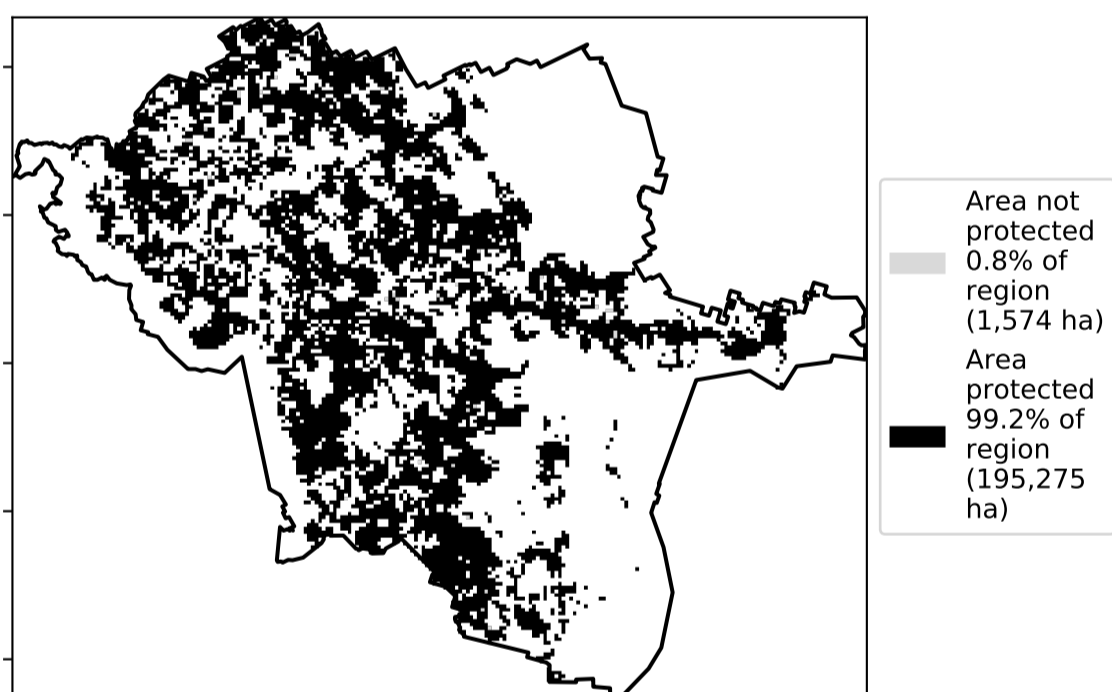 Area not
protected
0.8% of
region
(1,574 ha)
Area
protected
99.2% of
region
(195,275
ha)